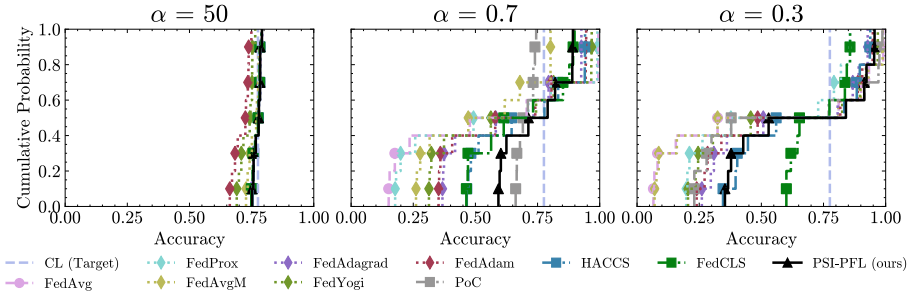 α = 50
α = 0.7
α = 0.3
Cumulative Probability
1.0
0.8
0.6
0.4
0.2
0.0
0.00 0.25 0.50 0.75 1.00
0.00 0.25 0.50 0.75 1.00
0.00 0.25 0.50 0.75 1.00
Accuracy
Accuracy
Accuracy
CL (Target) FedProx FedAdagrad FedAdam HACCS FedCLS PSI-PFL (ours)
FedAvg FedAvgM FedYogi PoC